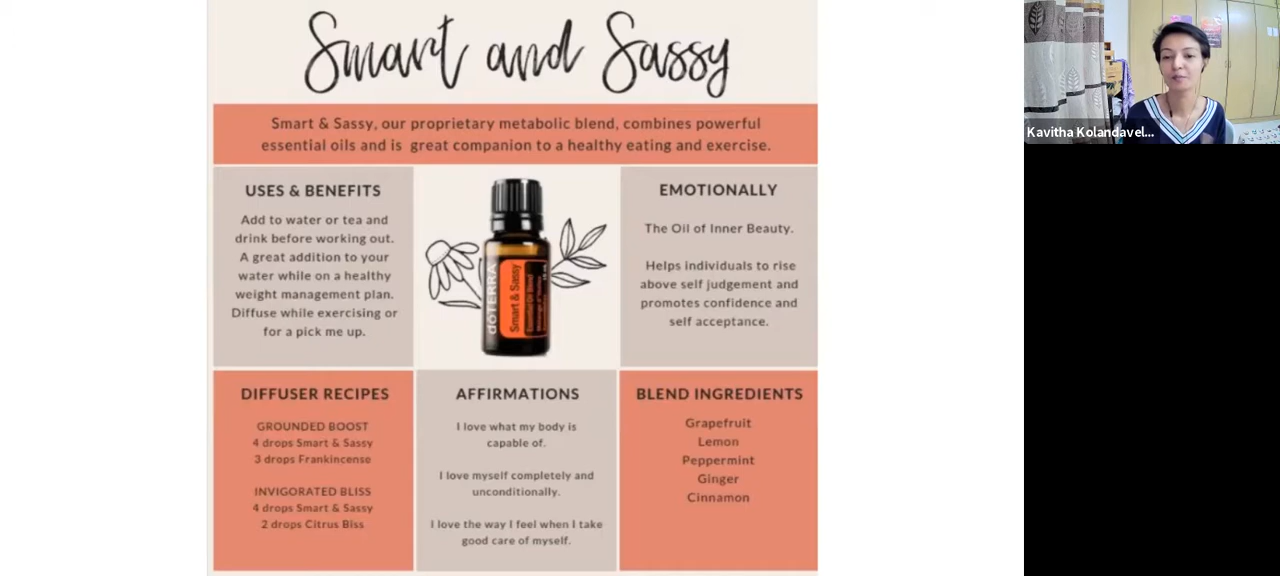 Smart and Sassy
Smart & Sassy, our proprietary metabolic blend, combines powerful
essential oils and is great companion to a healthy eating and exercise.
USES & BENEFITS
Add to water or tea and
drink before working out.
A great addition to your
water while on a healthy
weight management plan.
Diffuse while exercising or
for a pick me up.
dōTERRA
Smart & Sassy
Essential Oil Blend
EMOTIONALLY
The Oil of Inner Beauty.
Helps individuals to rise
above self judgement and
promotes confidence and
self acceptance.
DIFFUSER RECIPES
GROUNDED BOOST
4 drops Smart & Sassy
3 drops Frankincense
INVIGORATED BLISS
4 drops Smart & Sassy
2 drops Citrus Biss
AFFIRMATIONS
I love what my body is
capable of.
I love myself completely and
unconditionally.
I love the way I feel when I take
good care of myself.
BLEND INGREDIENTS
Grapefruit
Lemon
Peppermint
Ginger
Cinnamon
Kavitha Kolandavel...